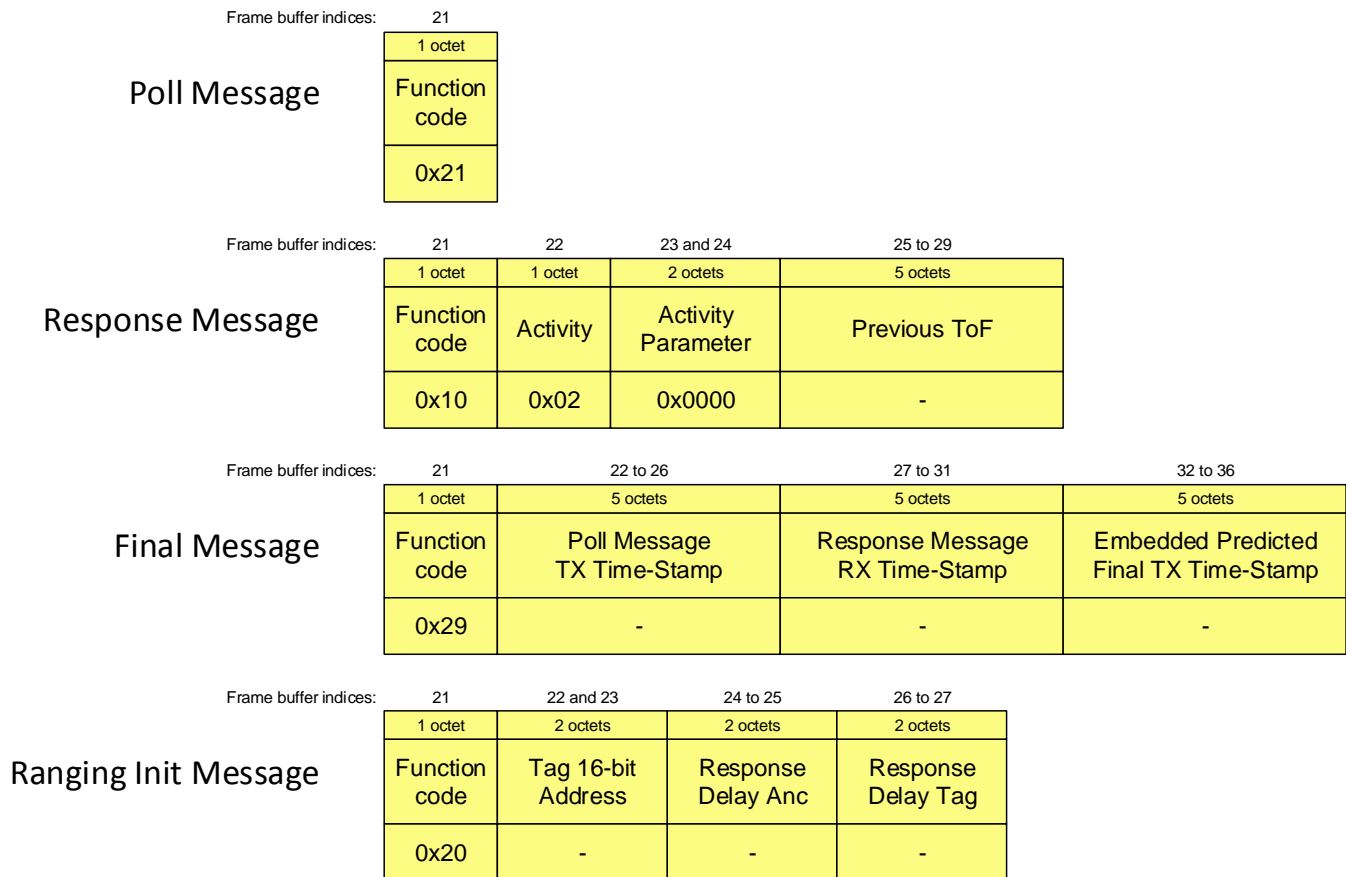 Frame buffer indices: 21
1 octet
Poll Message
Function
code
0x21
Frame buffer indices: 21 22 23 and 24 25 to 29
1 octet 1 octet 2 octets 5 octets
Response Message
Function
code
Activity
Activity
Parameter
Previous ToF
0x10 0x02 0x0000 -
Frame buffer indices: 21 22 to 26 27 to 31 32 to 36
1 octet 5 octets 5 octets 5 octets
Final Message
Function
code
Poll Message
TX Time-Stamp
Response Message
RX Time-Stamp
Embedded Predicted
Final TX Time-Stamp
0x29 - - -
Frame buffer indices: 21 22 and 23 24 to 25 26 to 27
1 octet 2 octets 2 octets 2 octets
Ranging Init Message
Function
code
Tag 16-bit
Address
Response
Delay Anc
Response
Delay Tag
0x20 - - -